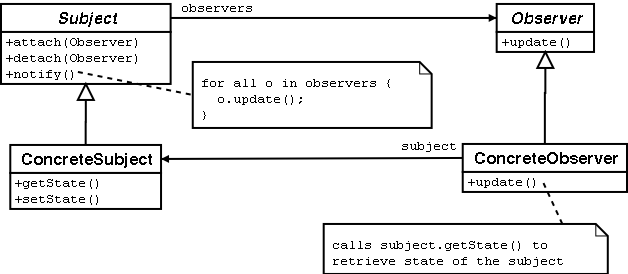 Subject
+attach(Observer)
+detach(Observer)
+notify()
observers
Observer
+update()
for all o in observers {
o.update();
}
ConcreteSubject
+getState()
+setState()
subject
ConcreteObserver
+update()
calls subject.getState() to
retrieve state of the subject